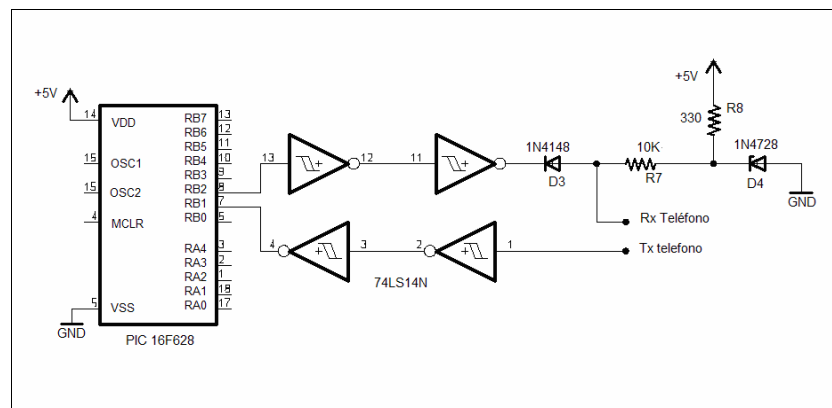 +5V
14 VDD
15 OSC1
15 OSC2
4 MCLR
5 VSS
GND
RB7 13
RB6 12
RB5 11
RB4 10
RB3 9
RB2 8
RB1 7
RB0 6
RA4 3
RA3 2
RA2 1
RA1 18
RA0 17
PIC 16F628
13 + 12
11 +
4 + 3
2 + 1
74LS14N
1N4148
D3
10K
R7
+5V
330 R8
1N4728
D4
GND
Rx Teléfono
Tx telefono